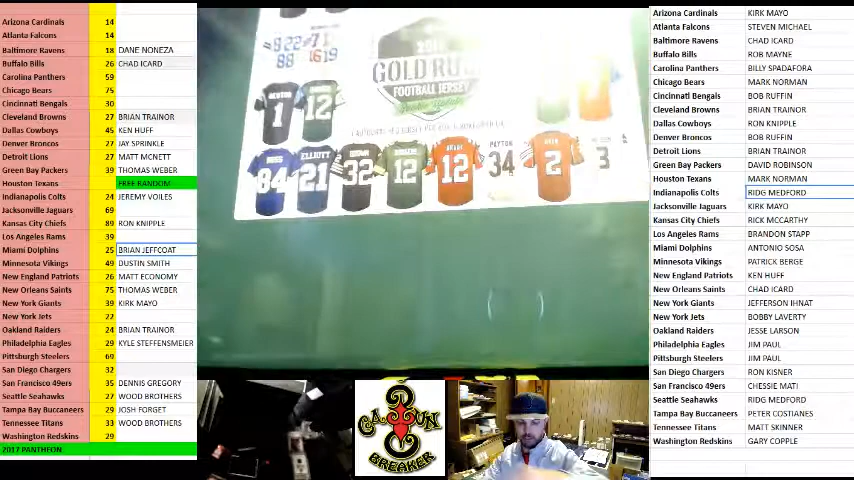 Arizona Cardinals 14
Atlanta Falcons 14
Baltimore Ravens 18 DANE NONEZA
Buffalo Bills 26 CHAD ICARD
Carolina Panthers 59
Chicago Bears 75
Cincinnati Bengals 30
Cleveland Browns 27 BRIAN TRAINOR
Dallas Cowboys 45 KEN HUFF
Denver Broncos 27 JAY SPRINKLE
Detroit Lions 27 MATT MCNETT
Green Bay Packers 39 THOMAS WEBER
Houston Texans FREE RANDOM
Indianapolis Colts 24 JEREMY VOILES
Jacksonville Jaguars 69
Kansas City Chiefs 89 RON KNIPPLE
Los Angeles Rams 39
Miami Dolphins 25 BRIAN JEFFCOAT
Minnesota Vikings 49 DUSTIN SMITH
New England Patriots 26 MATT ECONOMY
New Orleans Saints 75 THOMAS WEBER
New York Giants 39 KIRK MAYO
New York Jets 22
Oakland Raiders 24 BRIAN TRAINOR
Philadelphia Eagles 29 KYLE STEFFENSMEIER
Pittsburgh Steelers 69
San Diego Chargers 32
San Francisco 49ers 35 DENNIS GREGORY
Seattle Seahawks 27 WOOD BROTHERS
Tampa Bay Buccaneers 29 JOSH FORGET
Tennessee Titans 33 WOOD BROTHERS
Washington Redskins 29
2017 PANTHEON
GOLD RUSH
FOOTBALL JERSEY
1
12
84
21
32
12
12
PAYTON
34
2
3
CAJUN
BREAKER
Arizona Cardinals KIRK MAYO
Atlanta Falcons STEVEN MICHAEL
Baltimore Ravens CHAD ICARD
Buffalo Bills ROB MAYNE
Carolina Panthers BILLY SPADAFORA
Chicago Bears MARK NORMAN
Cincinnati Bengals BOB RUFFIN
Cleveland Browns BRIAN TRAINOR
Dallas Cowboys RON KNIPPLE
Denver Broncos BOB RUFFIN
Detroit Lions BRIAN TRAINOR
Green Bay Packers DAVID ROBINSON
Houston Texans MARK NORMAN
Indianapolis Colts RIDG MEDFORD
Jacksonville Jaguars KIRK MAYO
Kansas City Chiefs RICK MCCARTHY
Los Angeles Rams BRANDON STAPP
Miami Dolphins ANTONIO SOSA
Minnesota Vikings PATRICK BERGE
New England Patriots KEN HUFF
New Orleans Saints CHAD ICARD
New York Giants JEFFERSON IHNAT
New York Jets BOBBY LAVERTY
Oakland Raiders JESSE LARSON
Philadelphia Eagles JIM PAUL
Pittsburgh Steelers JIM PAUL
San Diego Chargers RON KISNER
San Francisco 49ers CHESSIE MATI
Seattle Seahawks RIDG MEDFORD
Tampa Bay Buccaneers PETER COSTIANES
Tennessee Titans MATT SKINNER
Washington Redskins GARY COPPLE